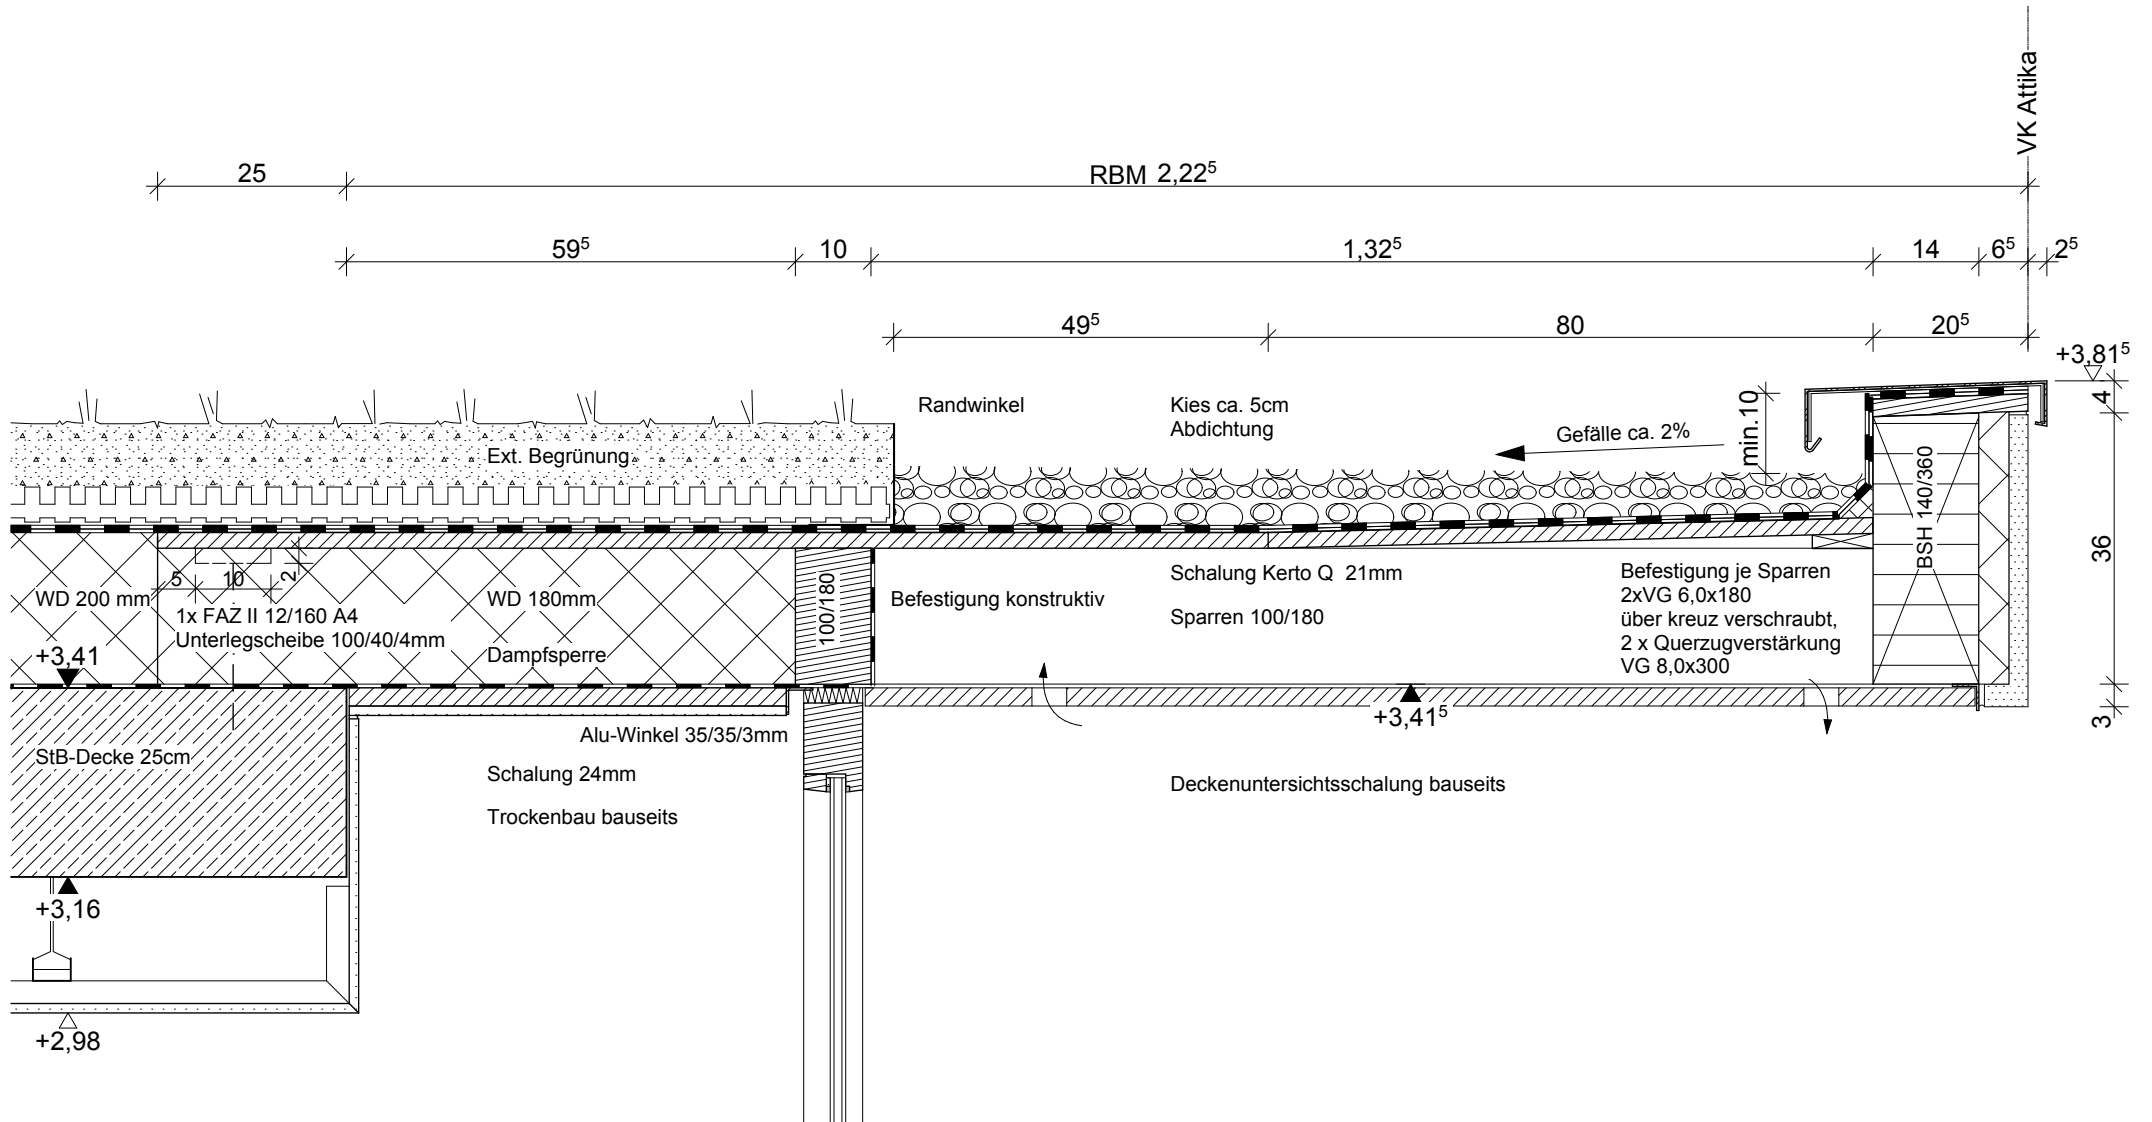 VK Attika
25
RBM 2,22⁵
59⁵
10
1,32⁵
14
6⁵
2⁵
49⁵
80
20⁵
+3,81⁵
4
Randwinkel
Kies ca. 5cm
Abdichtung
Gefälle ca. 2%
min.10
Ext. Begrünung
BSH 140/360
36
5
10
2
WD 200 mm
1x FAZ II 12/160 A4
Unterlegscheibe 100/40/4mm
WD 180mm
Dampfsperre
100/180
Befestigung konstruktiv
Schalung Kerto Q 21mm
Sparren 100/180
Befestigung je Sparren
2xVG 6,0x180
über kreuz verschraubt,
2 x Querzugverstärkung
VG 8,0x300
+3,41
+3,41⁵
3
StB-Decke 25cm
Alu-Winkel 35/35/3mm
Schalung 24mm
Trockenbau bauseits
Deckenuntersichtsschalung bauseits
+3,16
+2,98